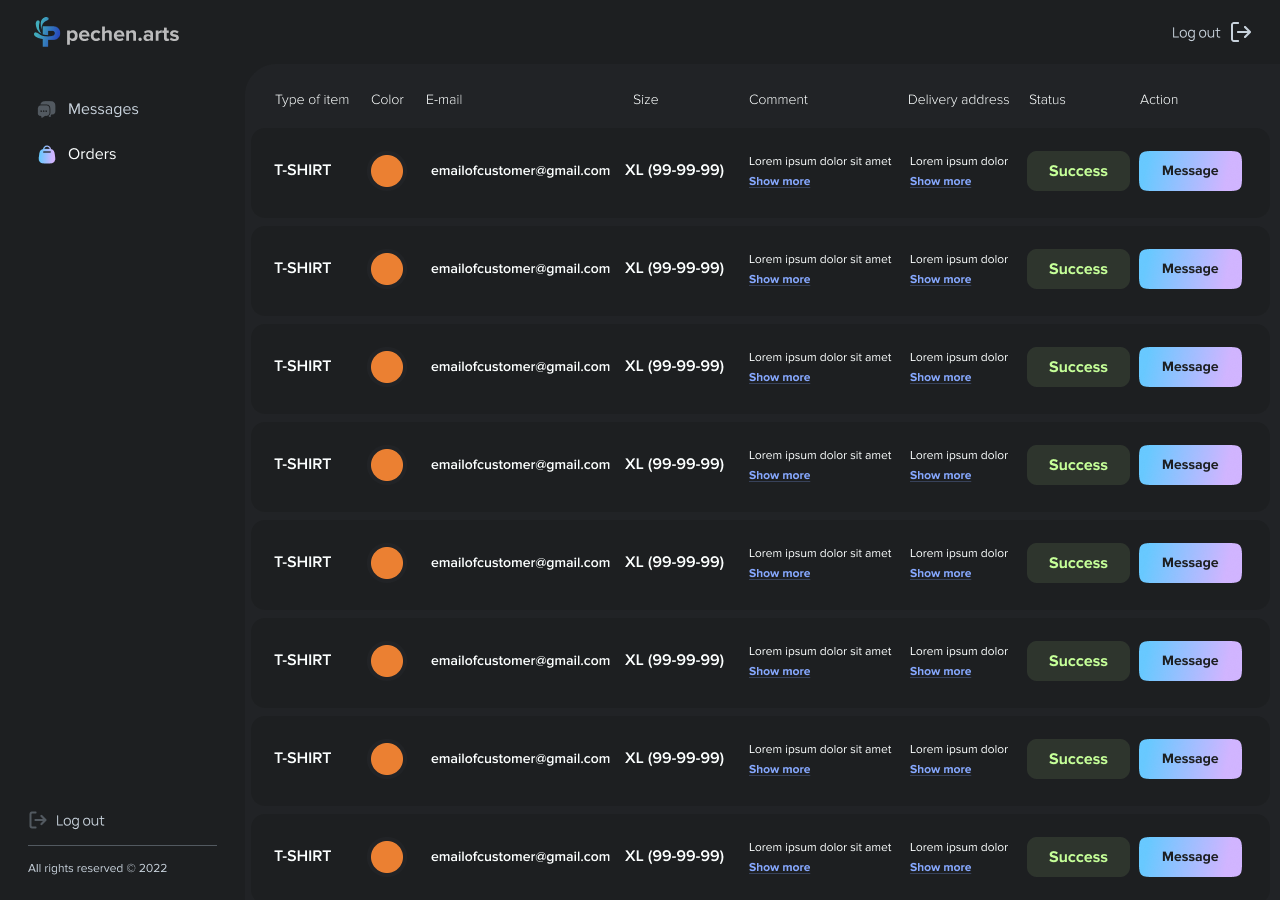 pechen.arts
Log out
Messages
Orders
Type of item Color E-mail Size Comment Delivery address Status Action
T-SHIRT emailofcustomer@gmail.com XL (99-99-99) Lorem ipsum dolor sit amet Lorem ipsum dolor Success Message
Show more Show more
T-SHIRT emailofcustomer@gmail.com XL (99-99-99) Lorem ipsum dolor sit amet Lorem ipsum dolor Success Message
Show more Show more
T-SHIRT emailofcustomer@gmail.com XL (99-99-99) Lorem ipsum dolor sit amet Lorem ipsum dolor Success Message
Show more Show more
T-SHIRT emailofcustomer@gmail.com XL (99-99-99) Lorem ipsum dolor sit amet Lorem ipsum dolor Success Message
Show more Show more
T-SHIRT emailofcustomer@gmail.com XL (99-99-99) Lorem ipsum dolor sit amet Lorem ipsum dolor Success Message
Show more Show more
T-SHIRT emailofcustomer@gmail.com XL (99-99-99) Lorem ipsum dolor sit amet Lorem ipsum dolor Success Message
Show more Show more
T-SHIRT emailofcustomer@gmail.com XL (99-99-99) Lorem ipsum dolor sit amet Lorem ipsum dolor Success Message
Show more Show more
T-SHIRT emailofcustomer@gmail.com XL (99-99-99) Lorem ipsum dolor sit amet Lorem ipsum dolor Success Message
Show more Show more
Log out
All rights reserved © 2022